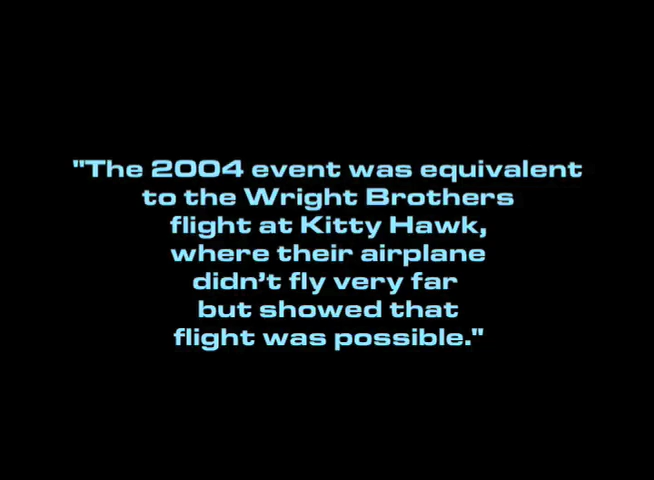 "The 2004 event was equivalent
to the Wright Brothers
flight at Kitty Hawk,
where their airplane
didn’t fly very far
but showed that
flight was possible."